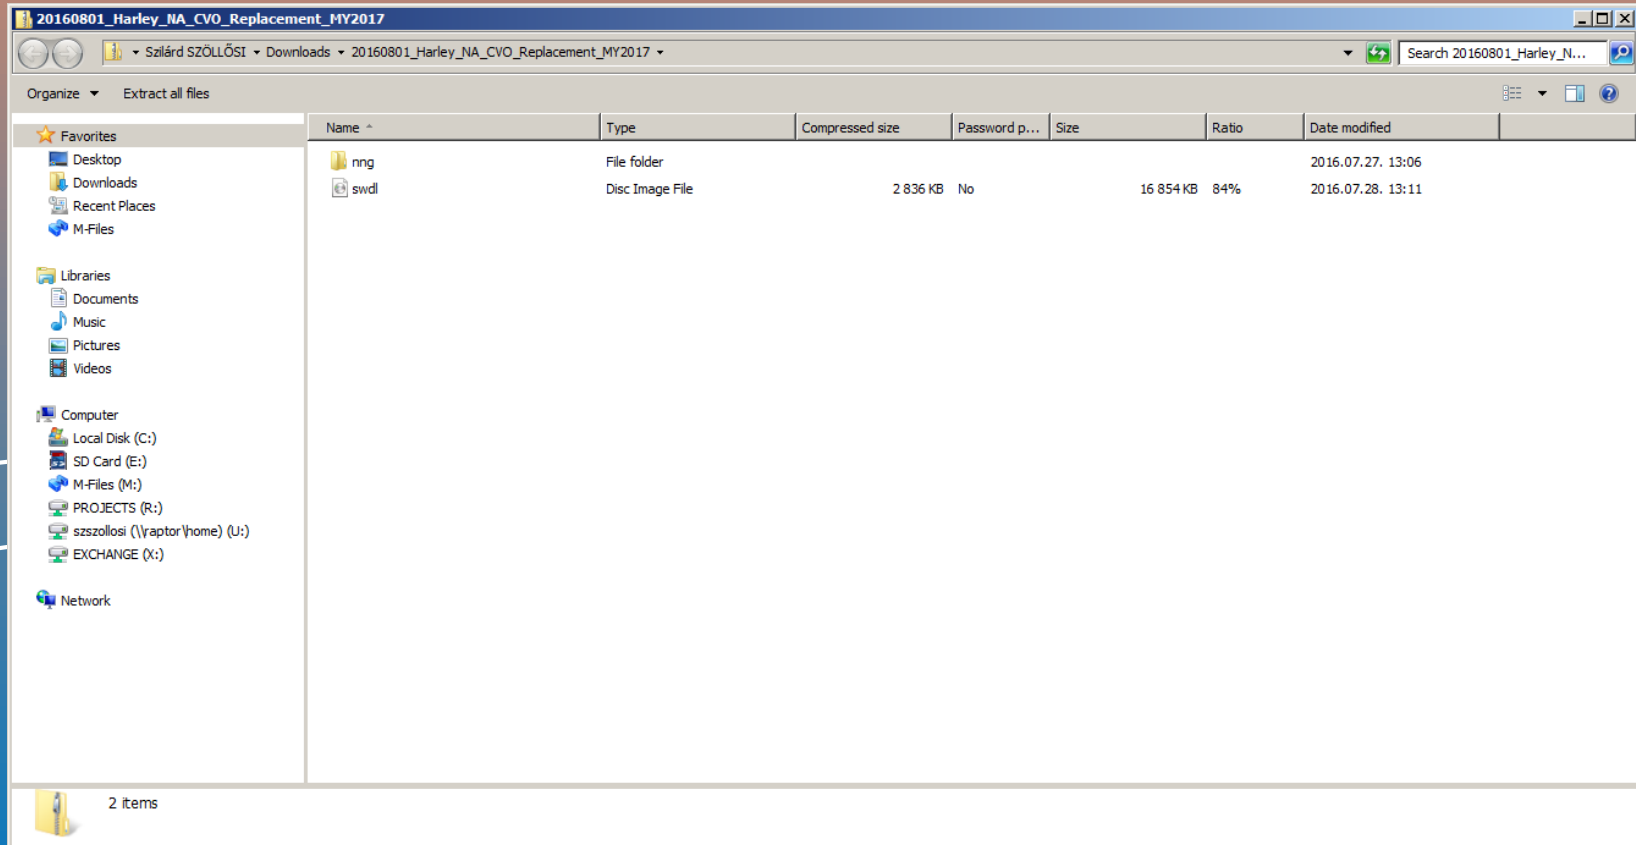 20160801_Harley_NA_CVO_Replacement_MY2017
Szilárd SZÖLLŐSI Downloads 20160801_Harley_NA_CVO_Replacement_MY2017
Search 20160801_Harley_N...
Organize Extract all files
Name Type Compressed size Password p... Size Ratio Date modified
nng File folder 2016.07.27. 13:06
swdl Disc Image File 2 836 KB No 16 854 KB 84% 2016.07.28. 13:11
Favorites
Desktop
Downloads
Recent Places
M-Files
Libraries
Documents
Music
Pictures
Videos
Computer
Local Disk (C:)
SD Card (E:)
M-Files (M:)
PROJECTS (R:)
szszollosi (\\raptor\home) (U:)
EXCHANGE (X:)
Network
2 items